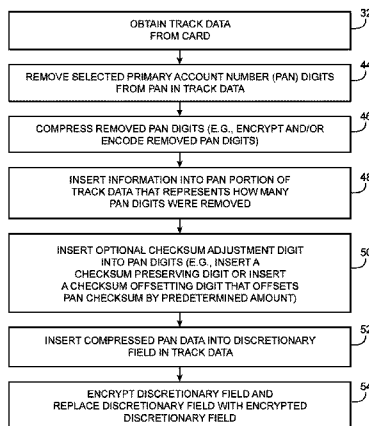 32
OBTAIN TRACK DATA
FROM CARD
44
REMOVE SELECTED PRIMARY ACCOUNT NUMBER (PAN) DIGITS
FROM PAN IN TRACK DATA
46
COMPRESS REMOVED PAN DIGITS (E.G., ENCRYPT AND/OR
ENCODE REMOVED PAN DIGITS)
48
INSERT INFORMATION INTO PAN PORTION OF
TRACK DATA THAT REPRESENTS HOW MANY
PAN DIGITS WERE REMOVED
50
INSERT OPTIONAL CHECKSUM ADJUSTMENT DIGIT
INTO PAN DIGITS (E.G., INSERT A
CHECKSUM PRESERVING DIGIT OR INSERT
A CHECKSUM OFFSETTING DIGIT THAT OFFSETS
PAN CHECKSUM BY PREDETERMINED AMOUNT)
52
INSERT COMPRESSED PAN DATA INTO DISCRETIONARY
FIELD IN TRACK DATA
54
ENCRYPT DISCRETIONARY FIELD AND
REPLACE DISCRETIONARY FIELD WITH ENCRYPTED
DISCRETIONARY FIELD